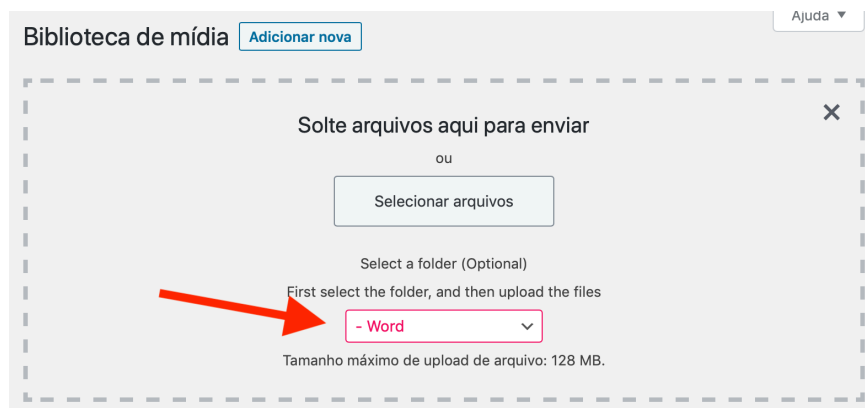 Ajuda ▼
Biblioteca de mídia Adicionar nova
Solte arquivos aqui para enviar
ou
Selecionar arquivos
Select a folder (Optional)
First select the folder, and then upload the files
- Word
Tamanho máximo de upload de arquivo: 128 MB.